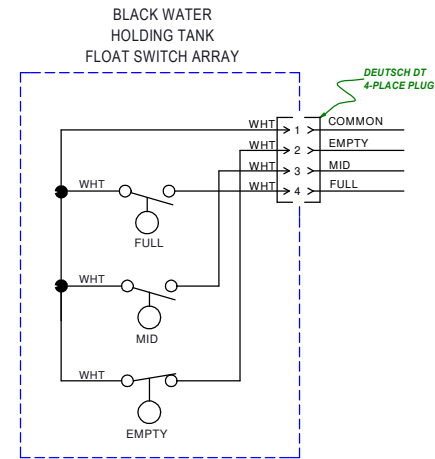 BLACK WATER
HOLDING TANK
FLOAT SWITCH ARRAY
DEUTSCH DT
4-PLACE PLUG
WHT 1 COMMON
WHT 2 EMPTY
WHT 3 MID
WHT WHT 4 FULL
FULL
WHT
MID
WHT
EMPTY